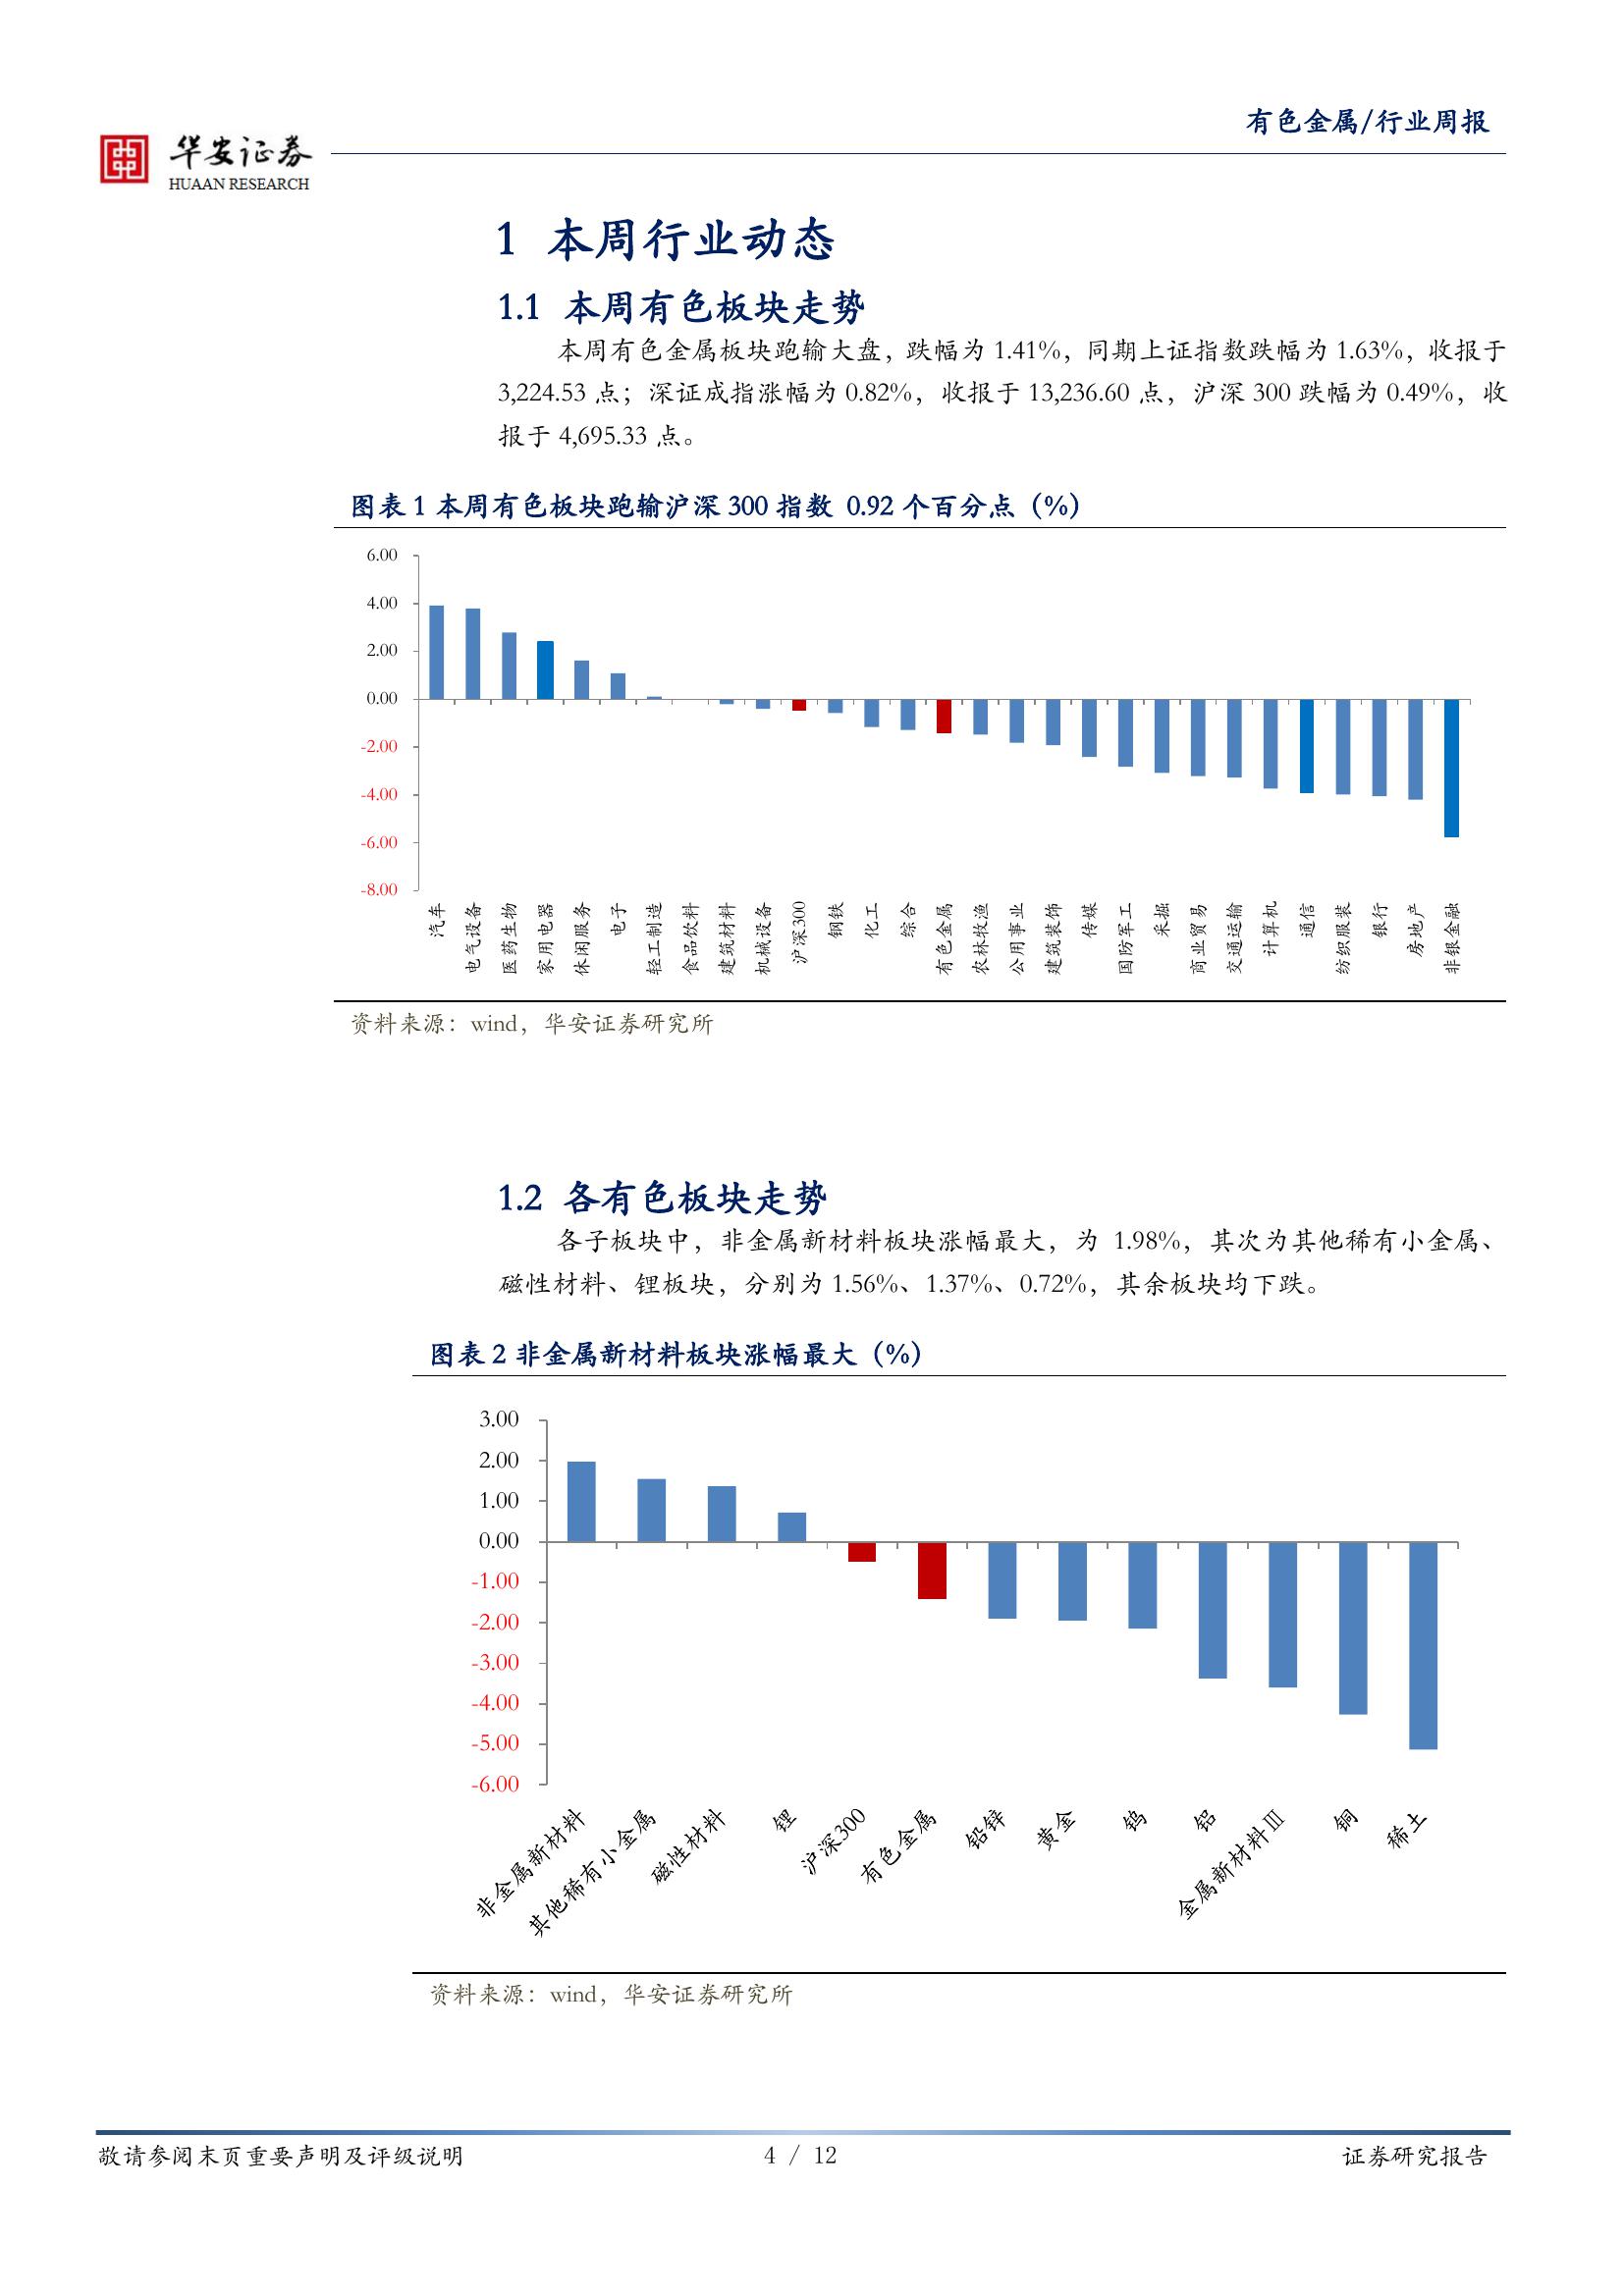 有色金属/行业周报
华安证券
HUAAN RESEARCH
1 本周行业动态
1.1 本周有色板块走势
本周有色金属板块跑输大盘，跌幅为 1.41%，同期上证指数跌幅为 1.63%，收报于
3,224.53 点；深证成指涨幅为 0.82%，收报于 13,236.60 点，沪深 300 跌幅为 0.49%，收
报于 4,695.33 点。
图表 1 本周有色板块跑输沪深 300 指数 0.92 个百分点（%）
6.00
4.00
2.00
0.00
-2.00
-4.00
-6.00
-8.00
汽车
电气设备
医药生物
家用电器
休闲服务
电子
轻工制造
食品饮料
建筑材料
机械设备
沪深300
钢铁
化工
综合
有色金属
农林牧渔
公用事业
建筑装饰
传媒
国防军工
采掘
商业贸易
交通运输
计算机
通信
纺织服装
银行
房地产
非银金融
资料来源：wind，华安证券研究所
1.2 各有色板块走势
各子板块中，非金属新材料板块涨幅最大，为 1.98%，其次为其他稀有小金属、
磁性材料、锂板块，分别为 1.56%、1.37%、0.72%，其余板块均下跌。
图表 2 非金属新材料板块涨幅最大（%）
3.00
2.00
1.00
0.00
-1.00
-2.00
-3.00
-4.00
-5.00
-6.00
非金属新材料
其他稀有小金属
磁性材料
锂
沪深300
有色金属
铅锌
黄金
钨
铝
金属新材料Ⅲ
铜
稀土
资料来源：wind，华安证券研究所
敬请参阅末页重要声明及评级说明
4 / 12
证券研究报告